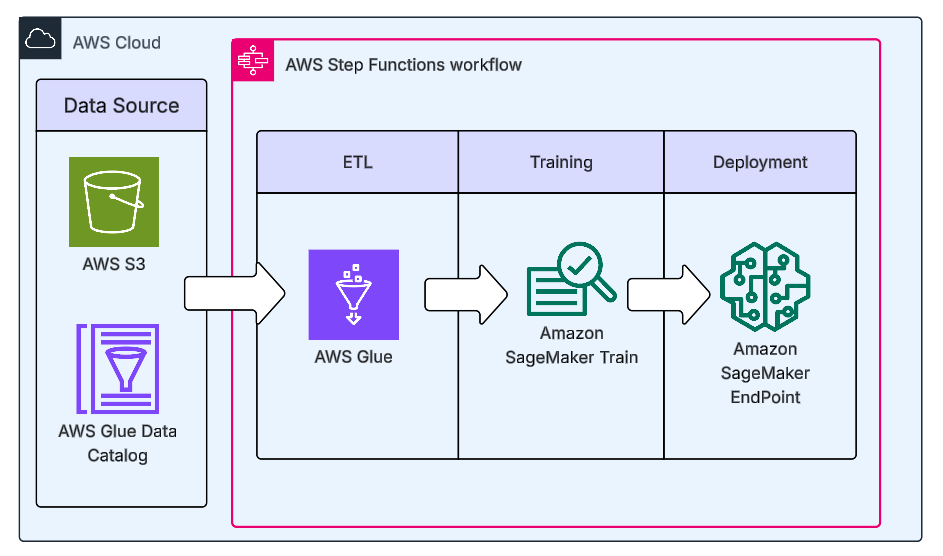 AWS Cloud
AWS Step Functions workflow
Data Source
AWS S3
AWS Glue Data
Catalog
ETL
Training
Deployment
AWS Glue
Amazon
SageMaker Train
Amazon
SageMaker
EndPoint